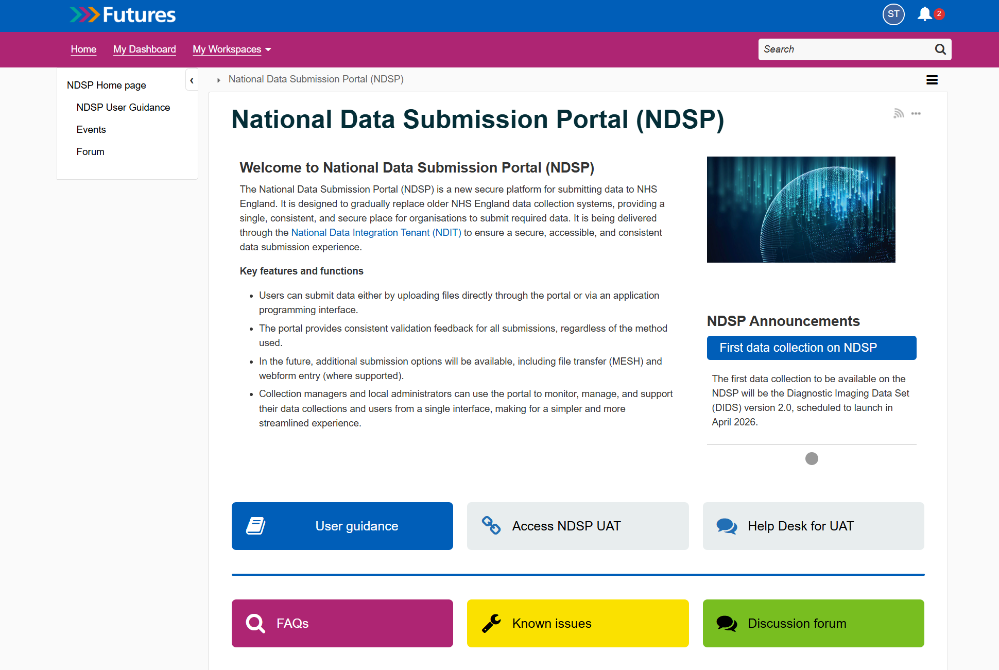 Futures
ST
2
Home
My Dashboard
My Workspaces
Search
NDSP Home page
NDSP User Guidance
Events
Forum
National Data Submission Portal (NDSP)
National Data Submission Portal (NDSP)
Welcome to National Data Submission Portal (NDSP)
The National Data Submission Portal (NDSP) is a new secure platform for submitting data to NHS
England. It is designed to gradually replace older NHS England data collection systems, providing a
single, consistent, and secure place for organisations to submit required data. It is being delivered
through the National Data Integration Tenant (NDIT) to ensure a secure, accessible, and consistent
data submission experience.
Key features and functions
Users can submit data either by uploading files directly through the portal or via an application
programming interface.
The portal provides consistent validation feedback for all submissions, regardless of the method
used.
In the future, additional submission options will be available, including file transfer (MESH) and
webform entry (where supported).
Collection managers and local administrators can use the portal to monitor, manage, and support
their data collections and users from a single interface, making for a simpler and more
streamlined experience.
NDSP Announcements
First data collection on NDSP
The first data collection to be available on the
NDSP will be the Diagnostic Imaging Data Set
(DIDS) version 2.0, scheduled to launch in
April 2026.
User guidance
Access NDSP UAT
Help Desk for UAT
FAQs
Known issues
Discussion forum